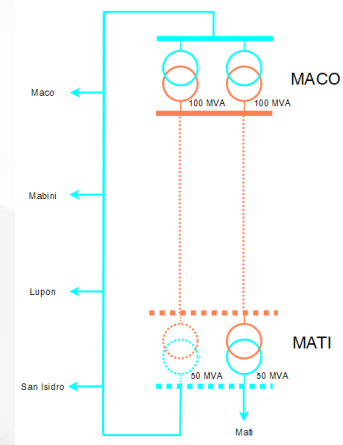 MACO
100 MVA
100 MVA
Maco
Mabini
Lupon
MATI
50 MVA
50 MVA
San Isidro
Mati